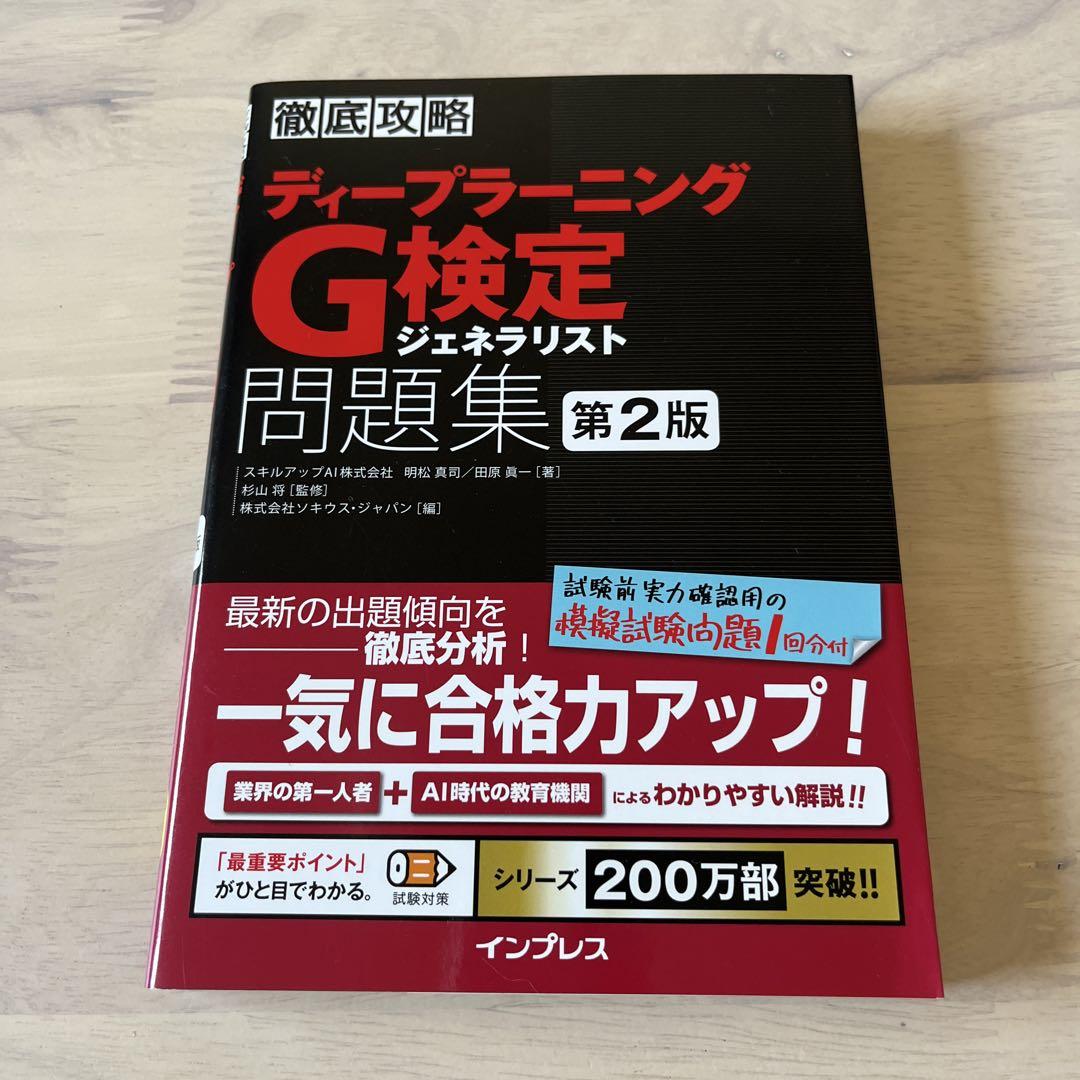 徹底攻略
ディープラーニング
G検定
ジェネラリスト
問題集 第2版
スキルアップAI株式会社 明松 真司／田原 眞一［著］
杉山 将［監修］
株式会社ソキウス・ジャパン［編］
試験前実力確認用の
模擬試験問題1回分付
最新の出題傾向を
徹底分析！
一気に合格力アップ！
業界の第一人者＋AI時代の教育機関によるわかりやすい解説!!
「最重要ポイント」
がひと目でわかる。
試験対策
シリーズ200万部突破!!
インプレス